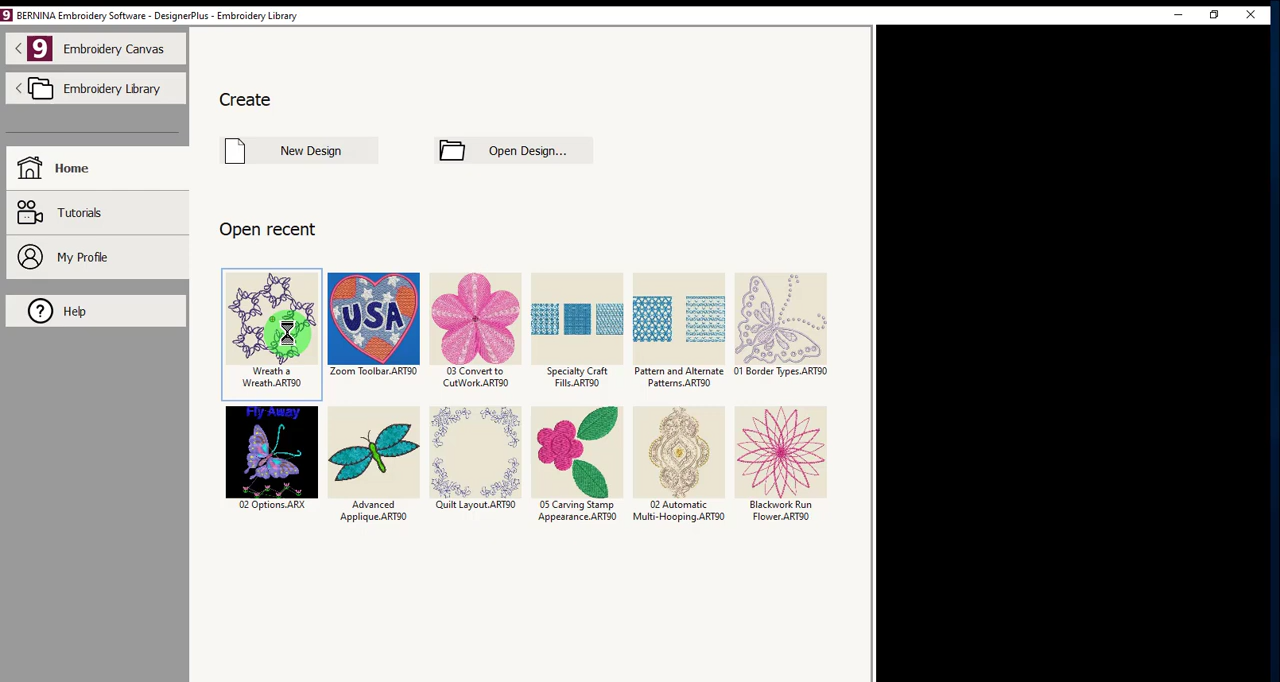 9 BERNINA Embroidery Software - DesignerPlus - Embroidery Library
9 Embroidery Canvas
Embroidery Library
Home
Tutorials
My Profile
? Help
Create
New Design
Open Design...
Open recent
USA
Wreath a
Wreath.ART90
Zoom Toolbar.ART90
03 Convert to
CutWork.ART90
Specialty Craft
Fills.ART90
Pattern and Alternate
Patterns.ART90
01 Border Types.ART90
Fly Away
02 Options.ARX
Advanced
Applique.ART90
Quilt Layout.ART90
05 Carving Stamp
Appearance.ART90
02 Automatic
Multi-Hooping.ART90
Blackwork Run
Flower.ART90